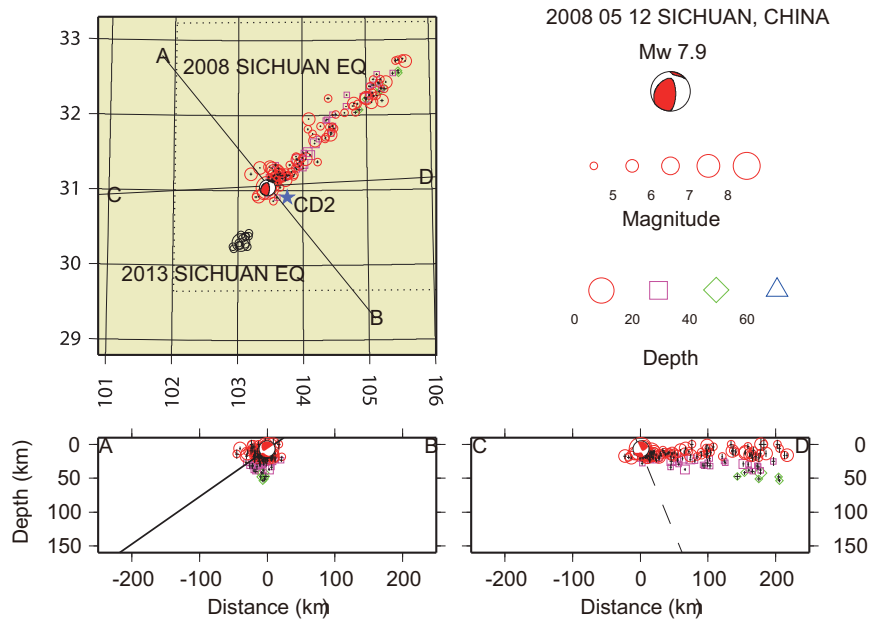 2008 05 12 SICHUAN, CHINA
Mw 7.9
33
32
31
30
29
A
2008 SICHUAN EQ
C
D
CD2
2013 SICHUAN EQ
B
101
102
103
104
105
106
5 6 7 8
Magnitude
0 20 40 60
Depth
A B
C D
0
50
100
150
Depth (km)
-200 -100 0 100 200
Distance (km)
0
50
100
150
-200 -100 0 100 200
Distance (km)